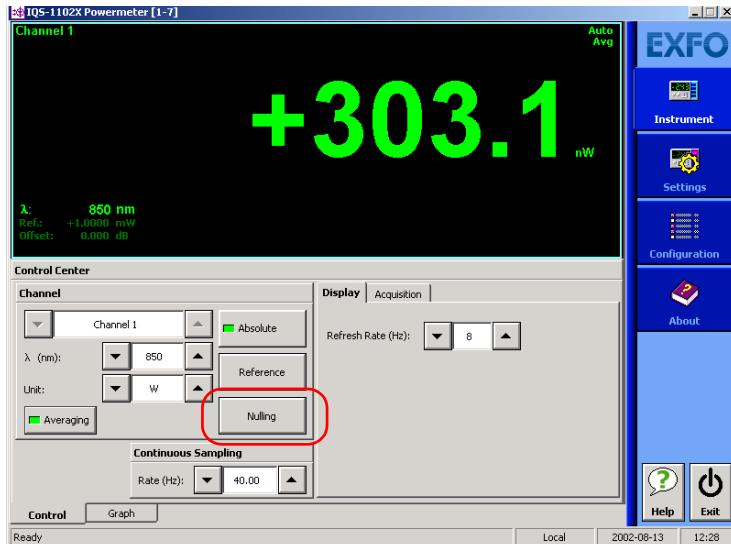 IQS-1102X Powermeter [1-7]
Channel 1
Auto
Avg
+303.1 nW
λ: 850 nm
Ref.: +1.0000 mW
Offset: 0.000 dB
EXFO
Instrument
Settings
Configuration
About
Control Center
Channel
Channel 1
Absolute
λ (nm): 850
Reference
Unit: W
Averaging
Nulling
Display
Acquisition
Refresh Rate (Hz): 8
Continuous Sampling
Rate (Hz): 40.00
Control
Graph
Help
Exit
Ready
Local
2002-08-13
12:28